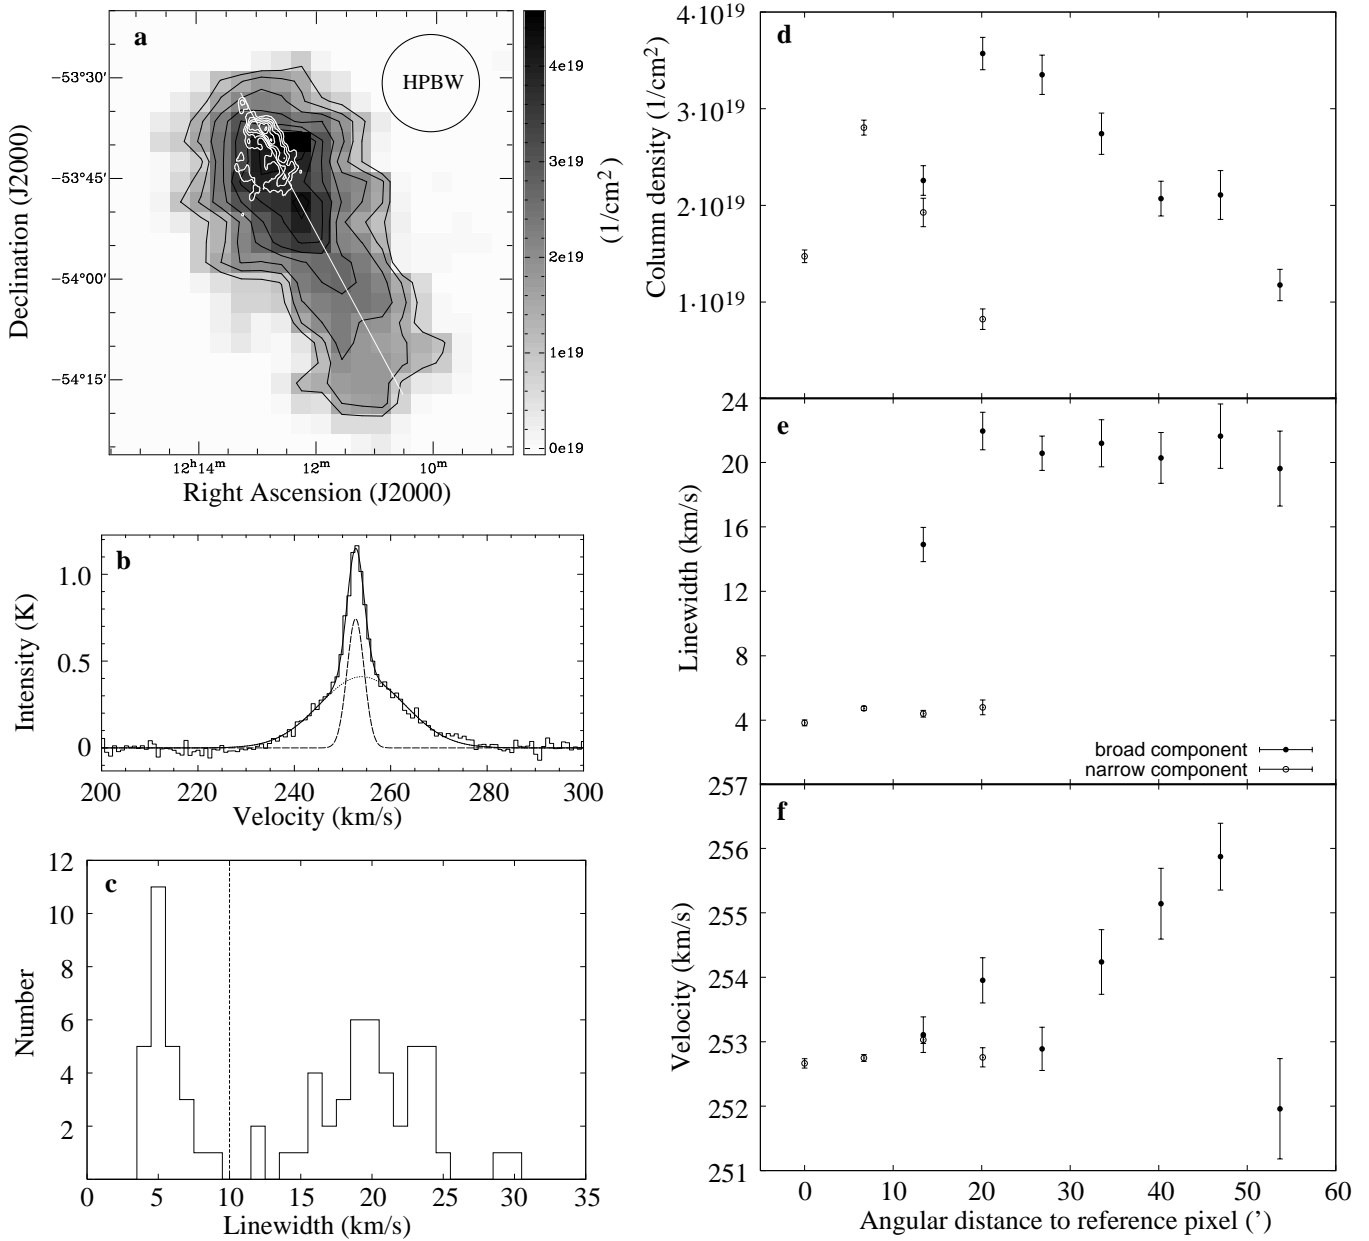 a
HPBW
−53°30′
−53°45′
−54°00′
−54°15′
Declination (J2000)
12ʰ14ᵐ
12ᵐ
10ᵐ
Right Ascension (J2000)
4e19
3e19
2e19
1e19
0e19
(1/cm²)
b
1.0
0.5
0
Intensity (K)
200
220
240
260
280
300
Velocity (km/s)
c
12
10
8
6
4
2
Number
0
5
10
15
20
25
30
35
Linewidth (km/s)
d
4·10¹⁹
3·10¹⁹
2·10¹⁹
1·10¹⁹
Column density (1/cm²)
e
24
20
16
12
8
4
Linewidth (km/s)
broad component
narrow component
f
257
256
255
254
253
252
251
Velocity (km/s)
0
10
20
30
40
50
60
Angular distance to reference pixel (’)